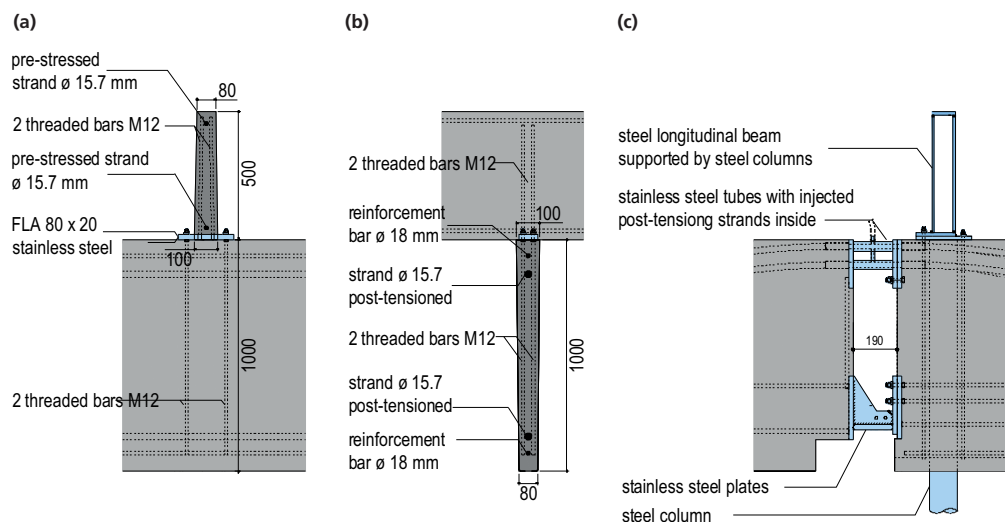 (a)
pre-stressed
strand ø 15.7 mm
80
2 threaded bars M12
pre-stressed strand
ø 15.7 mm
500
FLA 80 x 20
stainless steel
100
1000
2 threaded bars M12
(b)
2 threaded bars M12
reinforcement
bar ø 18 mm
100
strand ø 15.7
post-tensioned
2 threaded bars M12
1000
strand ø 15.7
post-tensioned
reinforcement
bar ø 18 mm
80
(c)
steel longitudinal beam
supported by steel columns
stainless steel tubes with injected
post-tensiong strands inside
190
stainless steel plates
steel column